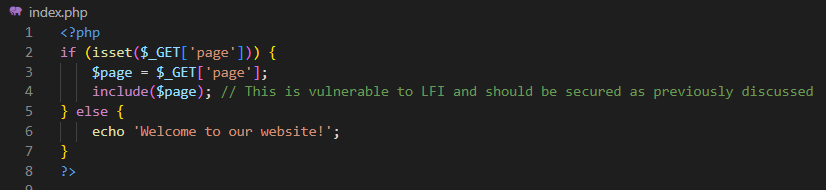 index.php
1 <?php
2 if (isset($_GET['page'])) {
3     $page = $_GET['page'];
4     include($page); // This is vulnerable to LFI and should be secured as previously discussed
5 } else {
6     echo 'Welcome to our website!';
7 }
8 ?>
9